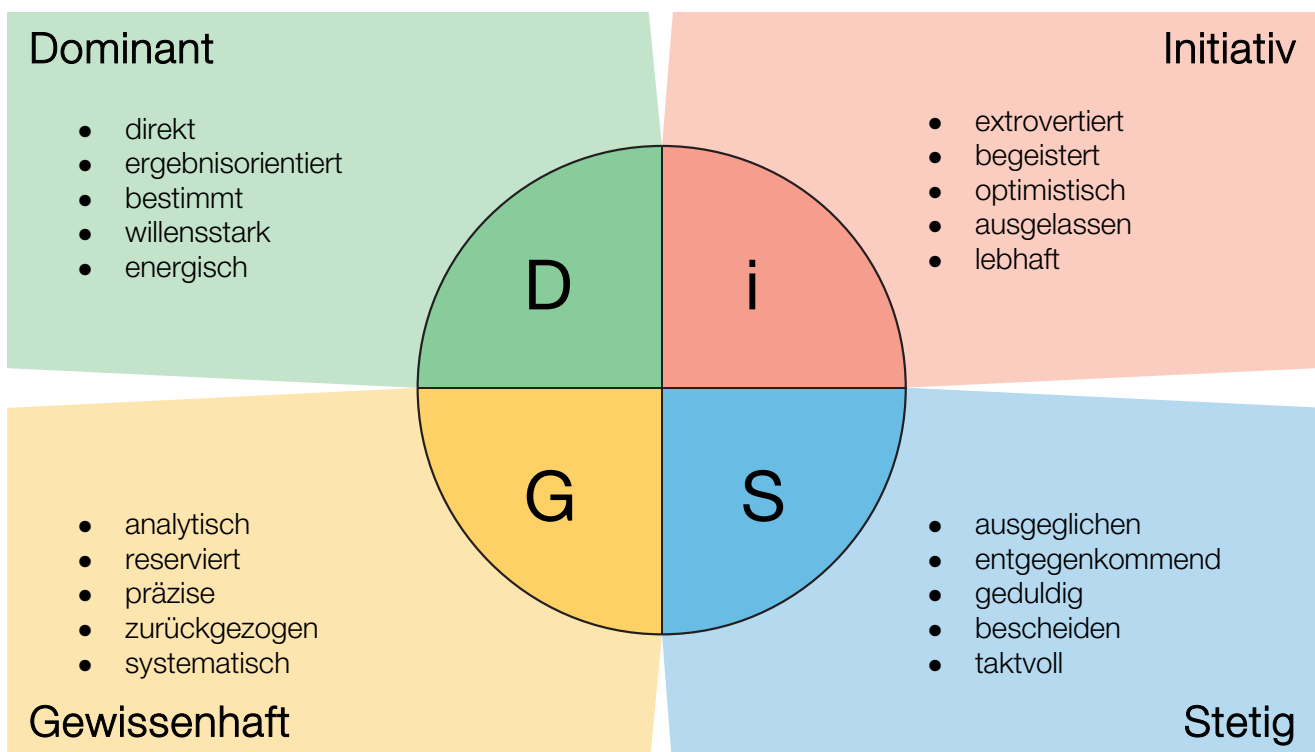 Dominant
direkt
ergebnisorientiert
bestimmt
willensstark
energisch
Initiativ
extrovertiert
begeistert
optimistisch
ausgelassen
lebhaft
D
i
G
S
analytisch
reserviert
präzise
zurückgezogen
systematisch
Gewissenhaft
ausgeglichen
entgegenkommend
geduldig
bescheiden
taktvoll
Stetig